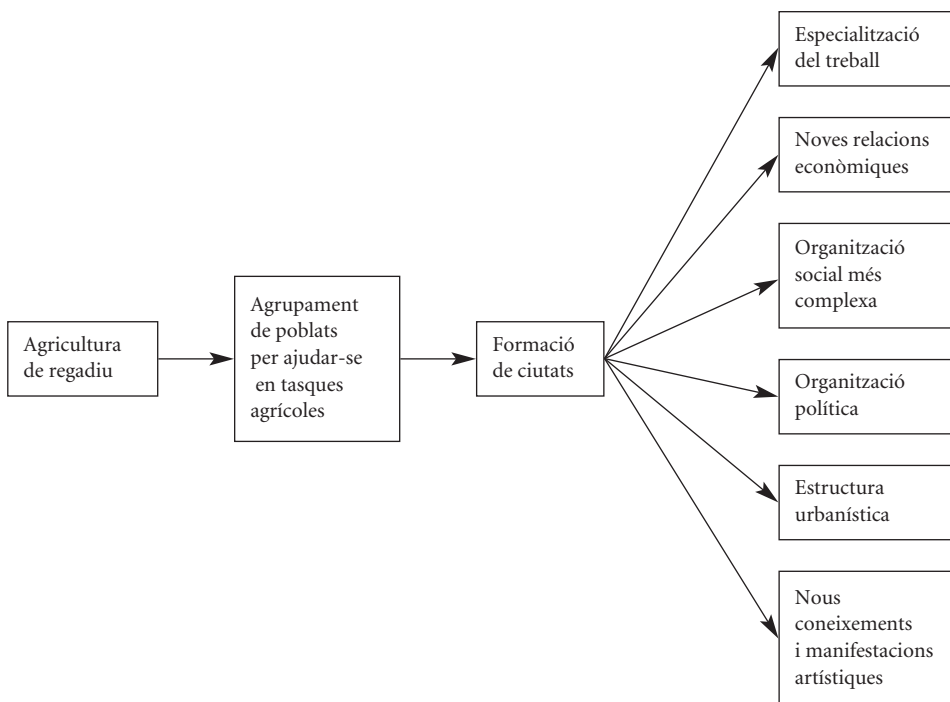 Agricultura
de regadiu
Agrupament
de poblats
per ajudar-se
en tasques
agrícoles
Formació
de ciutats
Especialització
del treball
Noves relacions
econòmiques
Organització
social més
complexa
Organització
política
Estructura
urbanística
Nous
coneixements
i manifestacions
artístiques